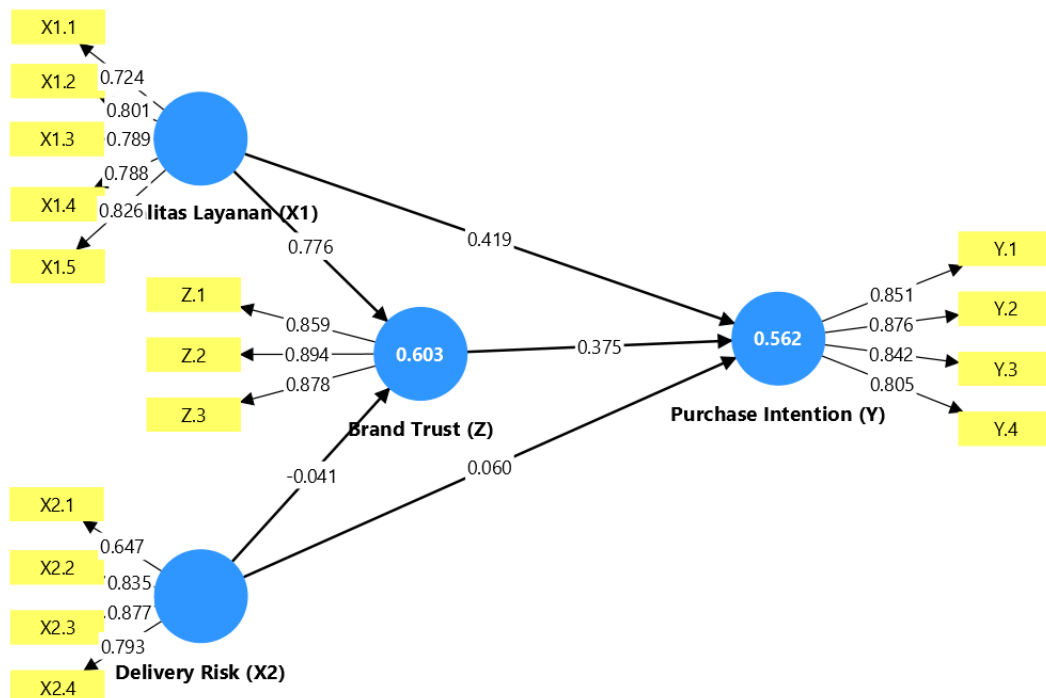 X1.1
0.724
X1.2
0.801
X1.3
0.789
0.788
X1.4
0.826
litas Layanan (X1)
X1.5
0.776
0.419
Z.1
0.859
Z.2
0.894
0.603
0.375
Z.3
0.878
Brand Trust (Z)
Y.1
0.851
Y.2
0.876
0.562
0.842
Y.3
0.805
Purchase Intention (Y)
Y.4
-0.041
0.060
X2.1
0.647
X2.2
0.835
0.877
X2.3
0.793
Delivery Risk (X2)
X2.4